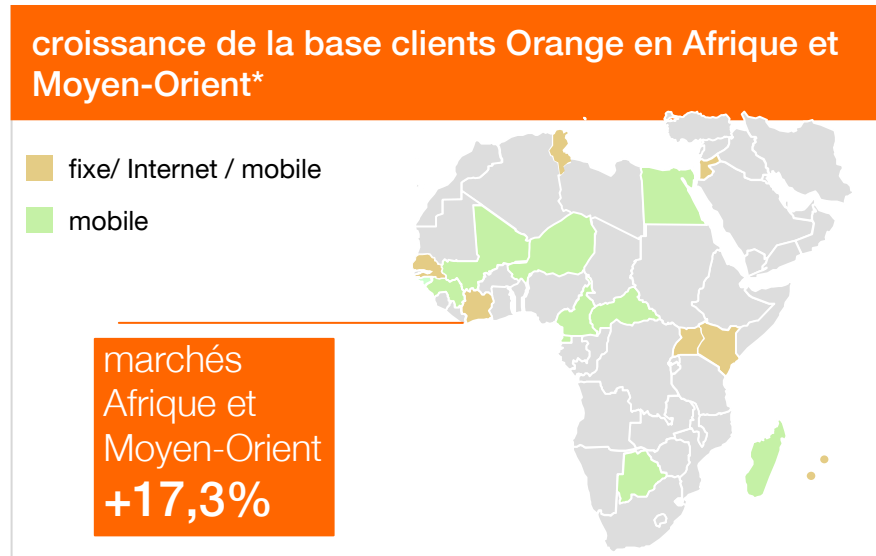 croissance de la base clients Orange en Afrique et
Moyen-Orient*
fixe/ Internet / mobile
mobile
marchés
Afrique et
Moyen-Orient
+17,3%